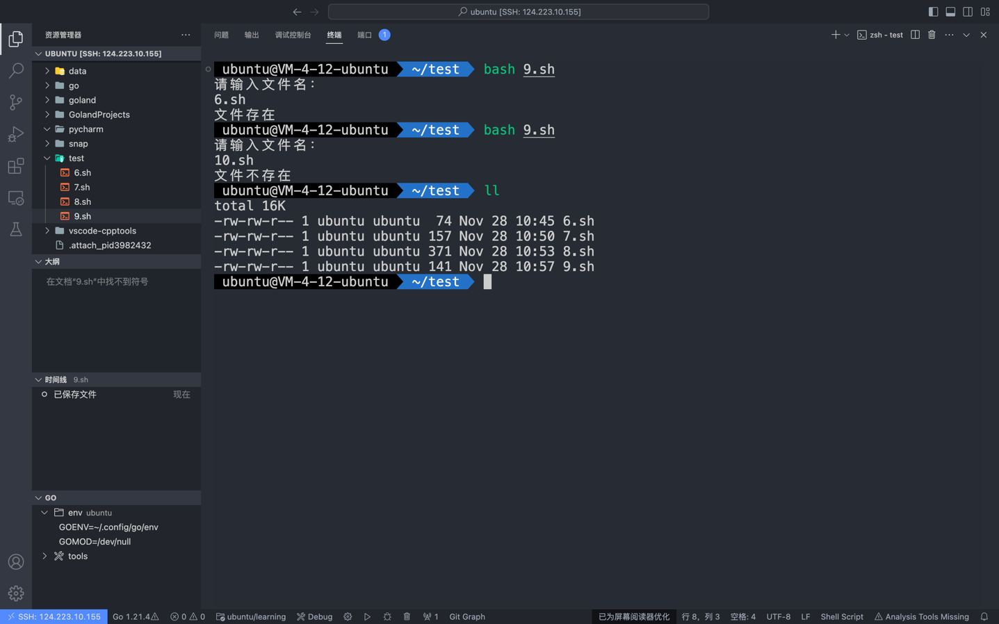 ubuntu [SSH: 124.223.10.155]
资源管理器
UBUNTU [SSH: 124.223.10.155]
data
go
goland
GolandProjects
pycharm
snap
test
6.sh
7.sh
8.sh
9.sh
vscode-cpptools
.attach_pid3982432
大纲
在文档“9.sh”中找不到符号
时间线 9.sh
已保存文件 现在
GO
env ubuntu
GOENV=~/.config/go/env
GOMOD=/dev/null
tools
问题 输出 调试控制台 终端 端口 1
zsh - test
ubuntu@VM-4-12-ubuntu ~/test bash 9.sh
请输入文件名：
6.sh
文件存在
ubuntu@VM-4-12-ubuntu ~/test bash 9.sh
请输入文件名：
10.sh
文件不存在
ubuntu@VM-4-12-ubuntu ~/test ll
total 16K
-rw-rw-r-- 1 ubuntu ubuntu  74 Nov 28 10:45 6.sh
-rw-rw-r-- 1 ubuntu ubuntu 157 Nov 28 10:50 7.sh
-rw-rw-r-- 1 ubuntu ubuntu 371 Nov 28 10:53 8.sh
-rw-rw-r-- 1 ubuntu ubuntu 141 Nov 28 10:57 9.sh
ubuntu@VM-4-12-ubuntu ~/test
SSH: 124.223.10.155 Go 1.21.4 0 0 ubuntu/learning Debug 1 Git Graph 已为屏幕阅读器优化 行 8，列 3 空格: 4 UTF-8 LF Shell Script Analysis Tools Missing